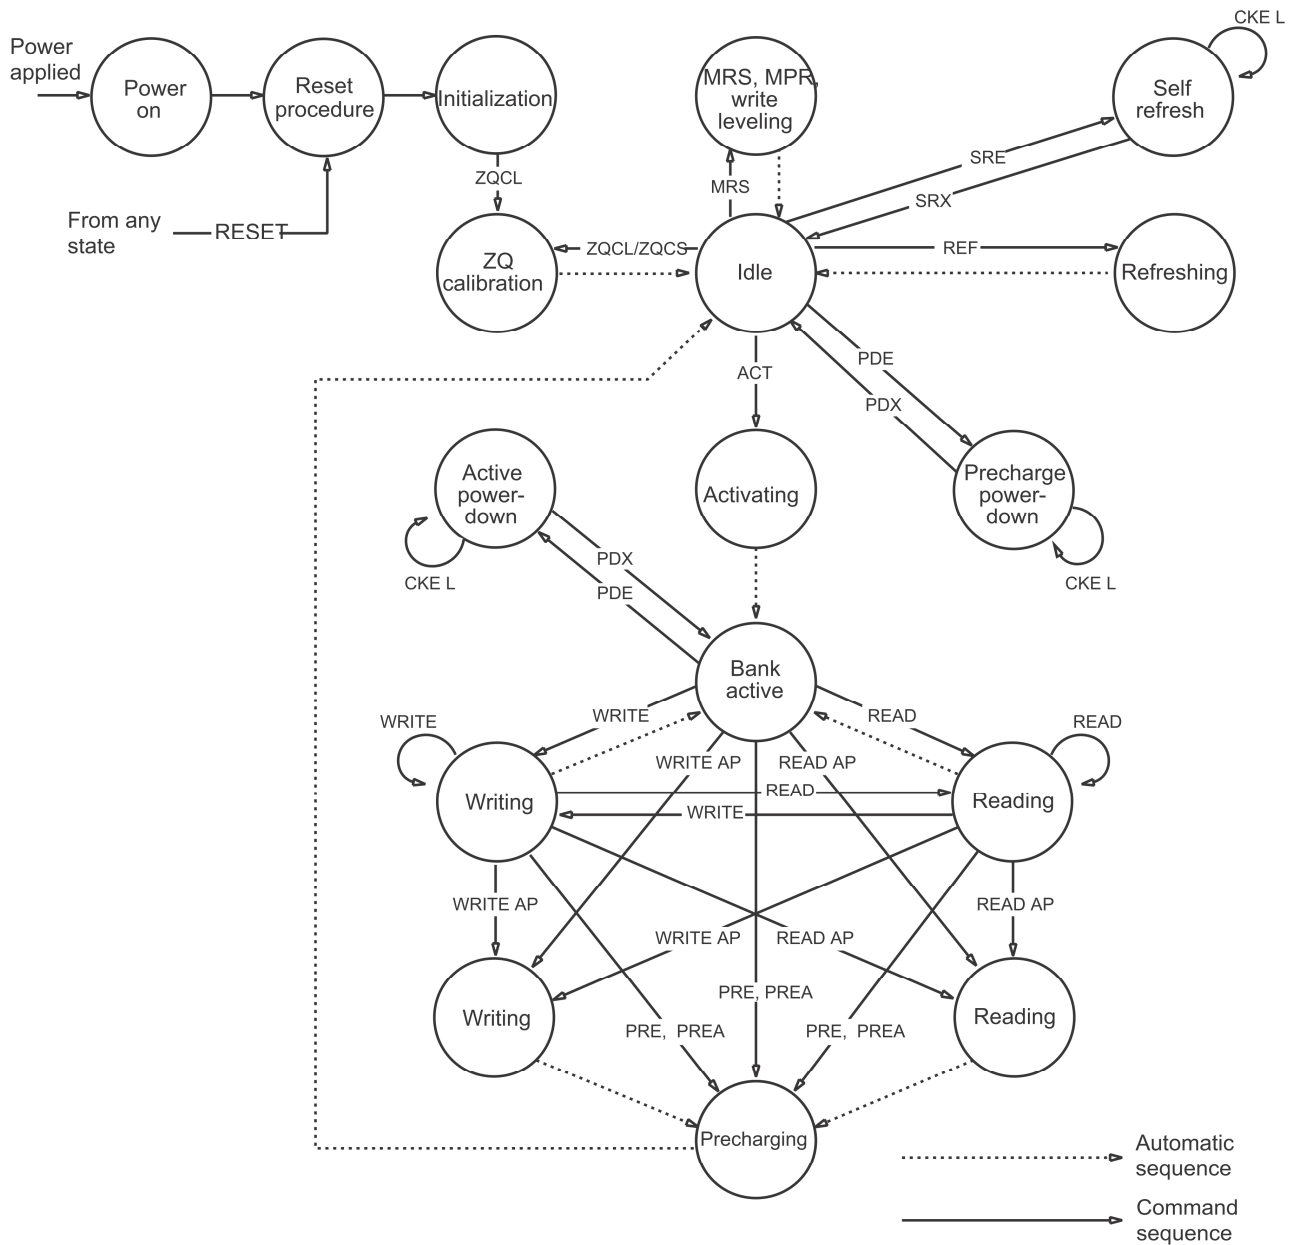 CKE L
Power
applied
Power
on
Reset
procedure
Initialization
MRS, MPR,
write
leveling
Self
refresh
ZQCL
MRS
SRE
SRX
From any
state
RESET
ZQ
calibration
ZQCL/ZQCS
Idle
REF
Refreshing
ACT
PDE
PDX
Active
power-
down
Activating
Precharge
power-
down
PDX
PDE
CKE L
CKE L
Bank
active
WRITE
WRITE
READ
READ
WRITE AP
READ AP
Writing
READ
WRITE
Reading
WRITE AP
READ AP
WRITE AP
READ AP
PRE, PREA
Writing
PRE, PREA
PRE, PREA
Reading
Precharging
Automatic
sequence
Command
sequence